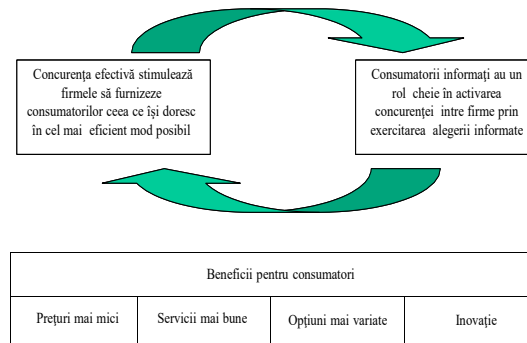 Concurența efectivă stimulează
firmele să furnizeze
consumatorilor ceea ce își doresc
în cel mai eficient mod posibil
Consumatorii informați au un
rol cheie în activarea
concurenței intre firme prin
exercitarea alegerii informate
Beneficii pentru consumatori
Prețuri mai mici
Servicii mai bune
Opțiuni mai variate
Inovație